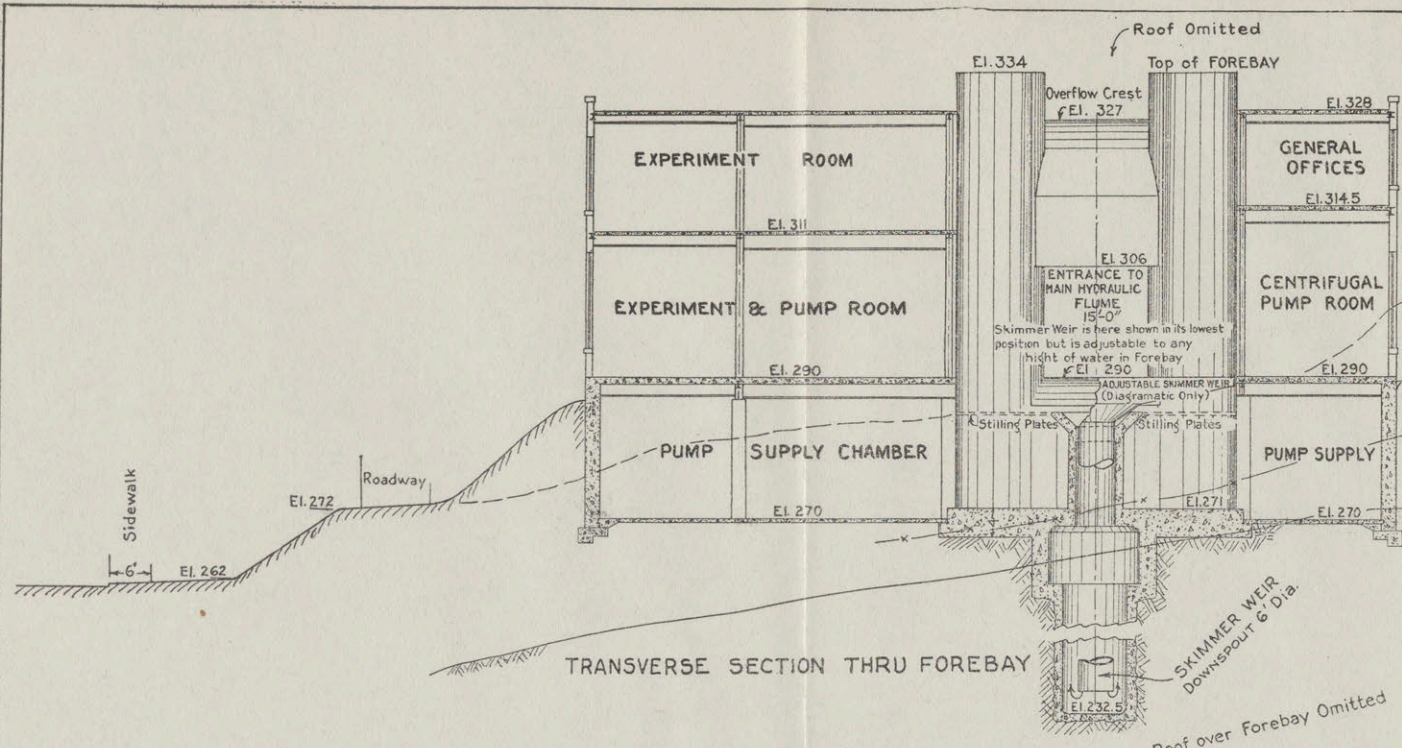 Roof Omitted
El. 334
Top of FOREBAY
Overflow Crest
El. 327
El. 328
EXPERIMENT ROOM
GENERAL
OFFICES
El. 314.5
El. 311
El. 306
ENTRANCE TO
MAIN HYDRAULIC
FLUME
15'-0"
CENTRIFUGAL
PUMP ROOM
EXPERIMENT & PUMP ROOM
Skimmer Weir is here shown in its lowest
position but is adjustable to any
hight of water in Forebay
El. 290
El 290
El. 290
ADJUSTABLE SKIMMER WEIR
(Diagramatic Only)
Stilling Plates
Stilling Plates
PUMP SUPPLY CHAMBER
PUMP SUPPLY
Roadway
El. 272
El. 271
El. 270
El. 270
Sidewalk
6'
El. 262
SKIMMER WEIR
DOWNSPOUT 6' Dia.
TRANSVERSE SECTION THRU FOREBAY
El. 232.5
Roof over Forebay Omitted